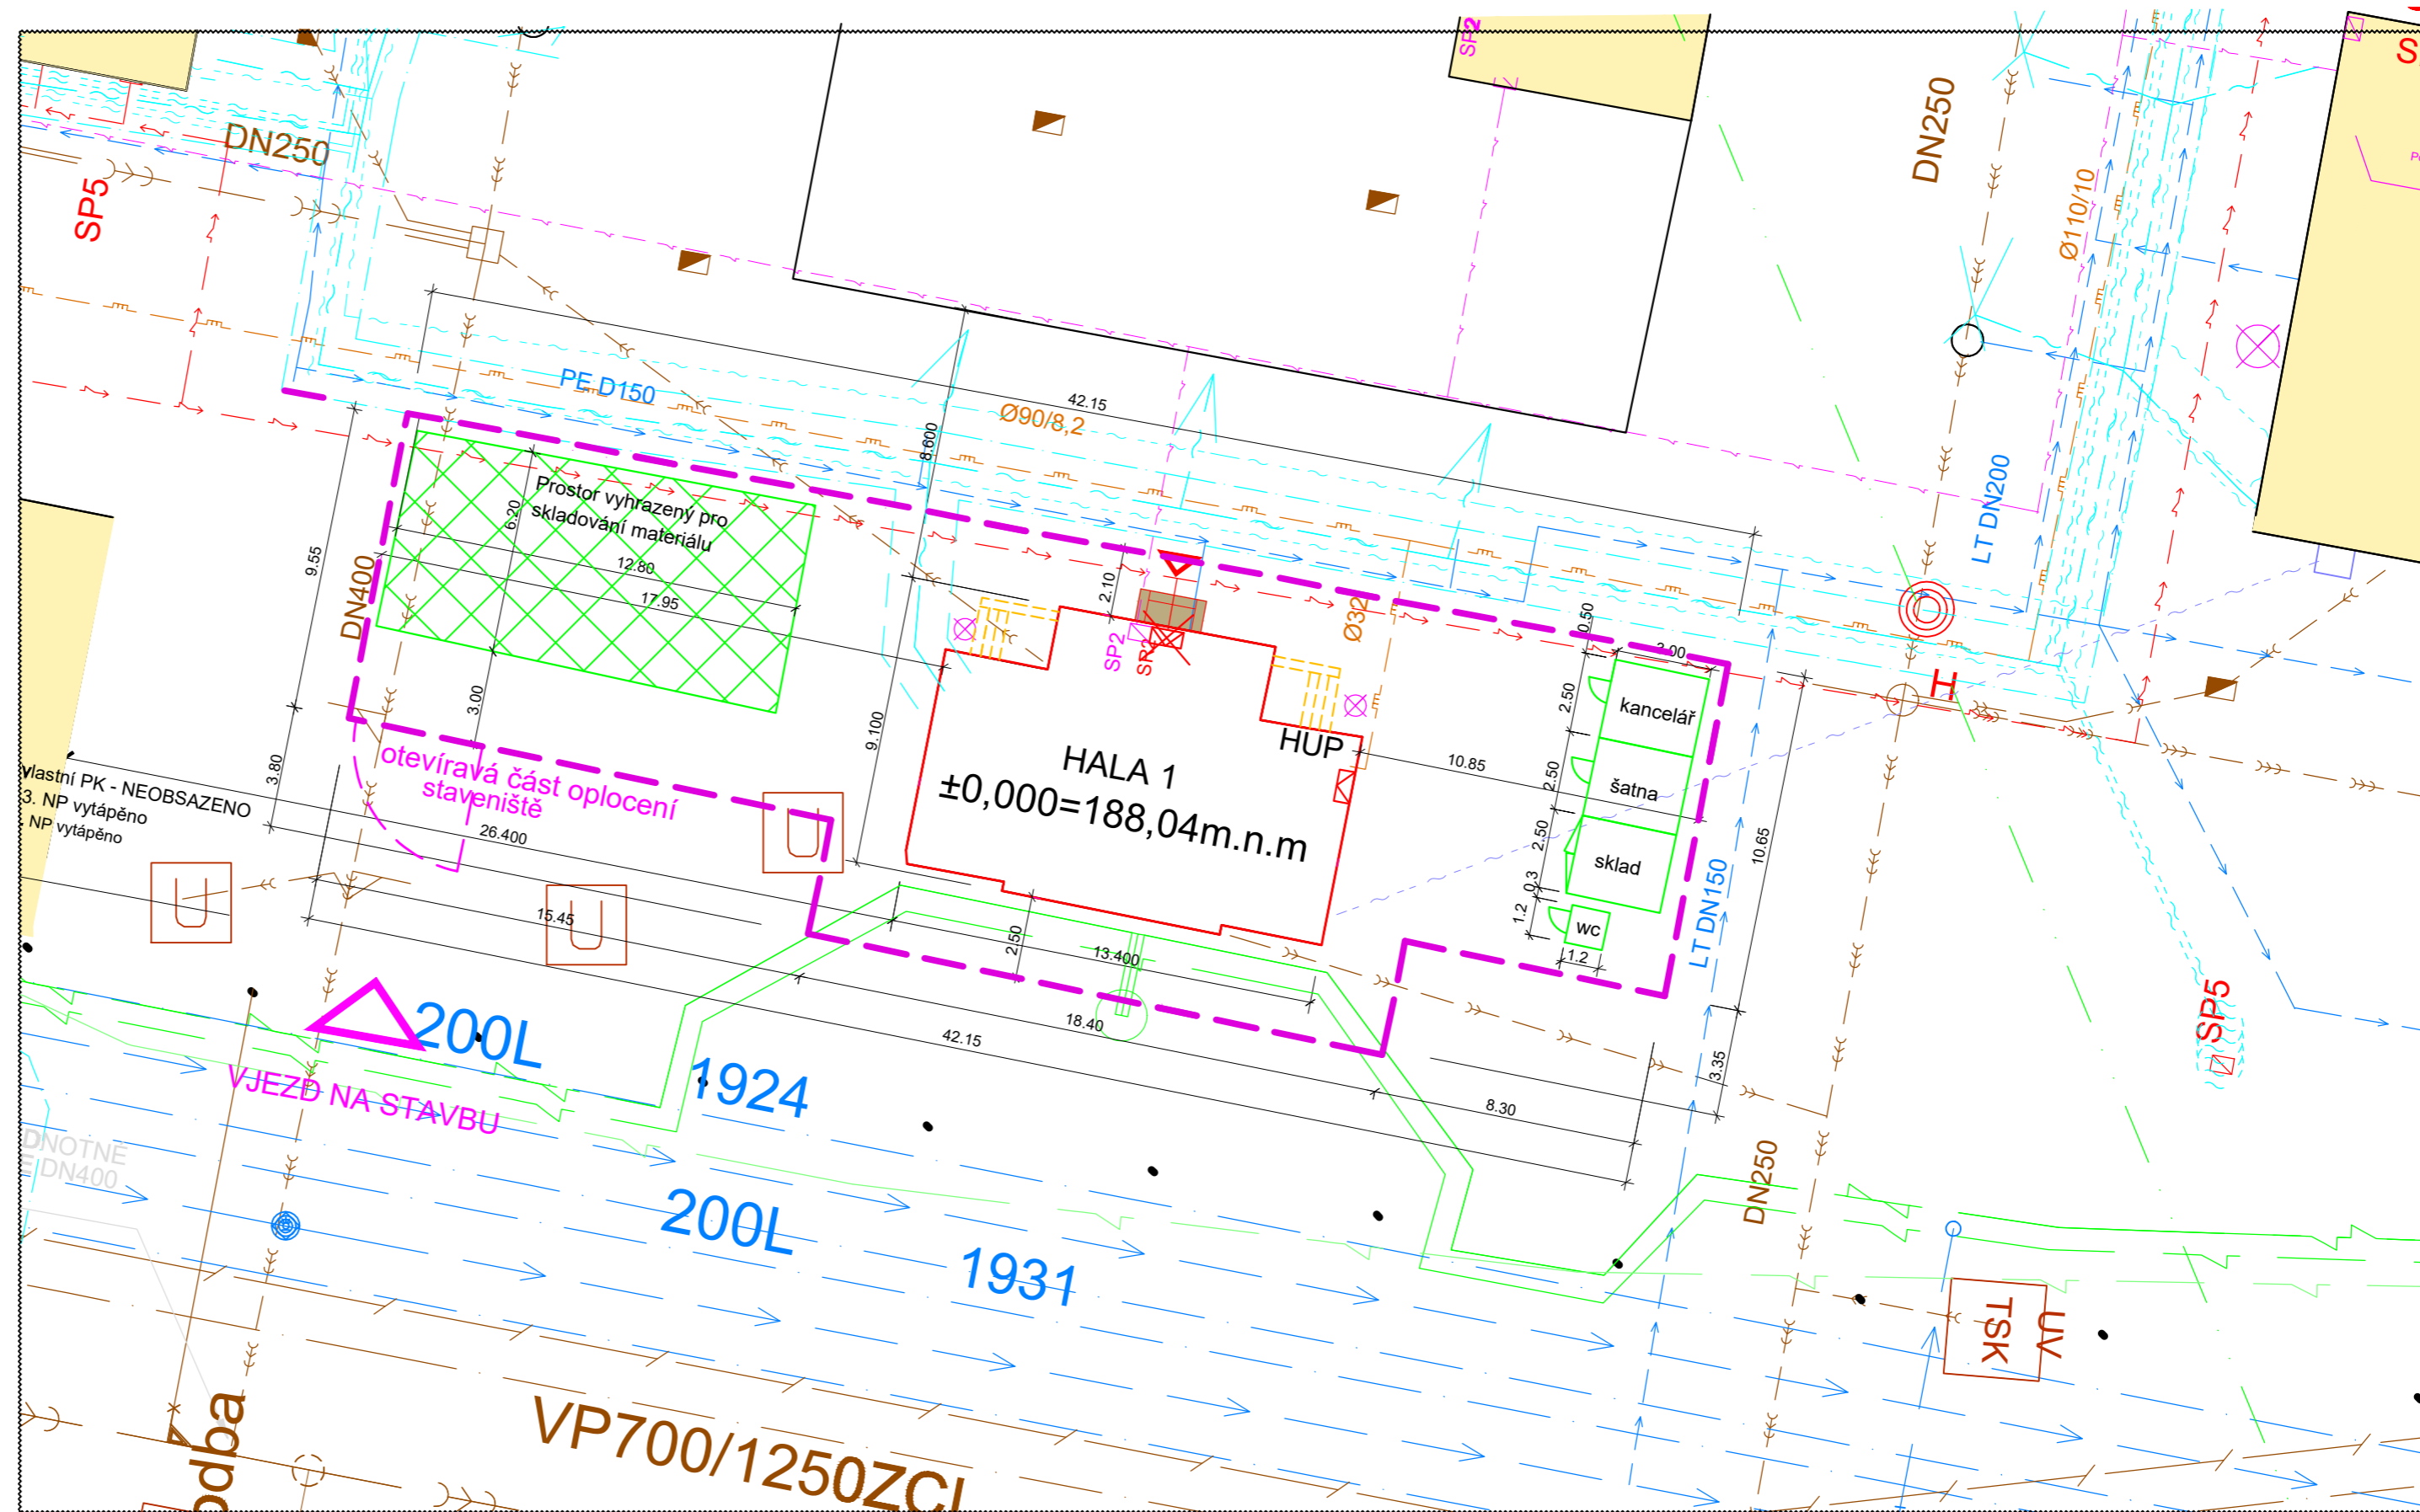 SP2
DN250
DN250
SP5
Ø110/10
PE D150
42.15
Ø90/8,2
8.600
LT DN200
Prostor vyhrazený pro
skladování materiálu
6.20
12.80
17.95
9.55
DN400
2.10
SP2
SP2
Ø32
0.50
3.00
H
kancelář
2.50
HUP
3.00
9.100
HALA 1
±0,000=188,04m.n.m
10.85
šatna
2.50
sklad
2.50
0.3
1.2
wc
1.2
LT DN150
10.65
otevíravá část oplocení
staveniště
3.80
vlastní PK - NEOBSAZENO
3. NP vytápěno
NP vytápěno
26.400
U
U
U
15.45
2.50
13.400
18.40
42.15
8.30
3.35
SP5
200L
1924
VJEZD NA STAVBU
DNOTNE
DN400
200L
1931
DN250
UV
TSK
VP700/1250ZCI
odba